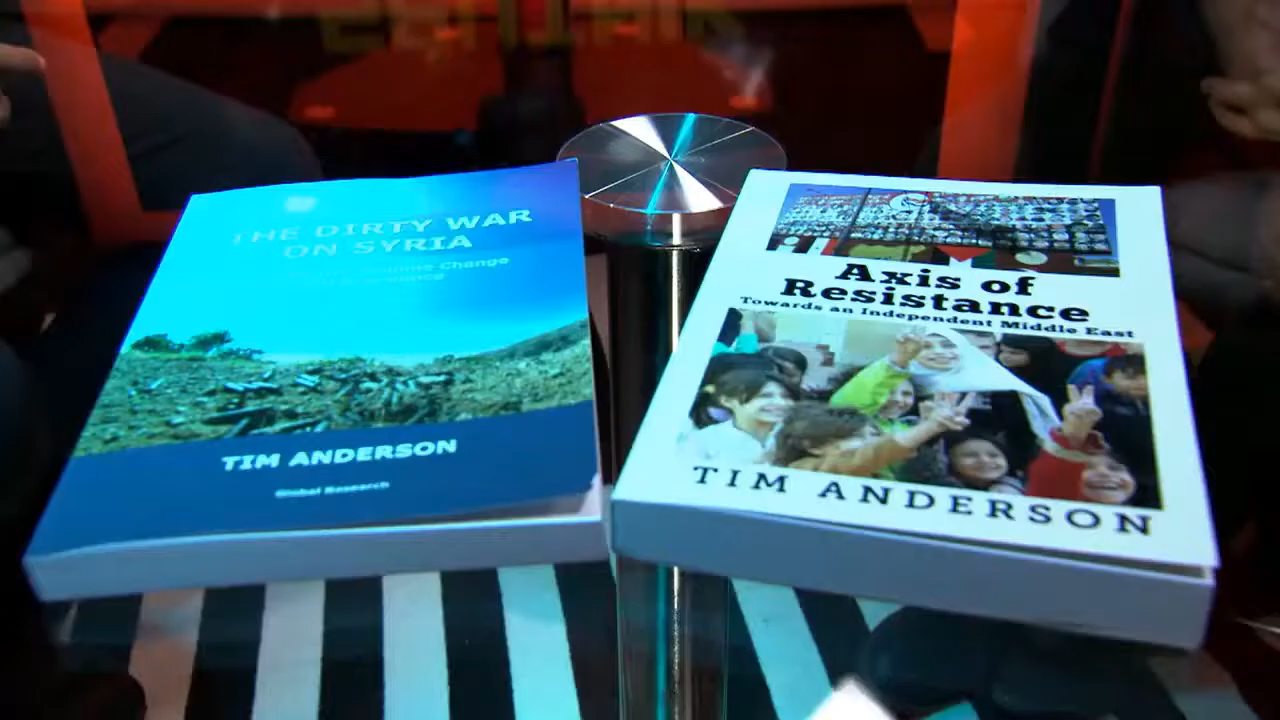 THE DIRTY WAR
ON SYRIA
Change
TIM ANDERSON
Global Research
Axis of
Resistance
Towards an Independent Middle East
TIM ANDERSON